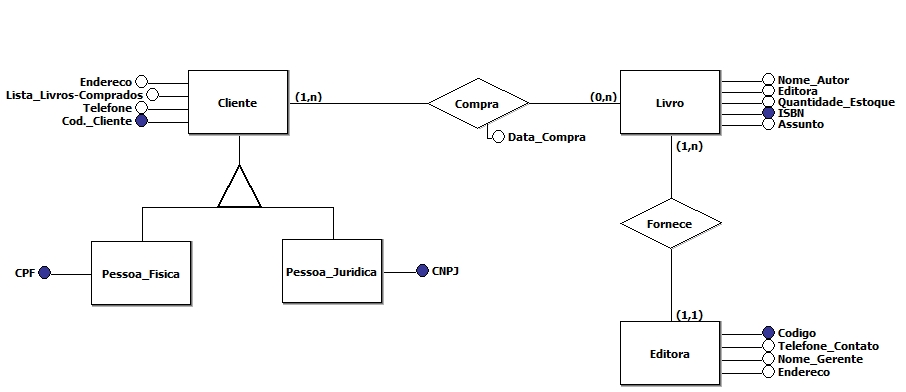 Endereco
Lista_Livros-Comprados
Telefone
Cod._Cliente
Cliente
(1,n)
Compra
Data_Compra
(0,n)
Livro
Nome_Autor
Editora
Quantidade_Estoque
ISBN
Assunto
(1,n)
Fornece
(1,1)
CPF
Pessoa_Fisica
Pessoa_Juridica
CNPJ
Editora
Codigo
Telefone_Contato
Nome_Gerente
Endereco